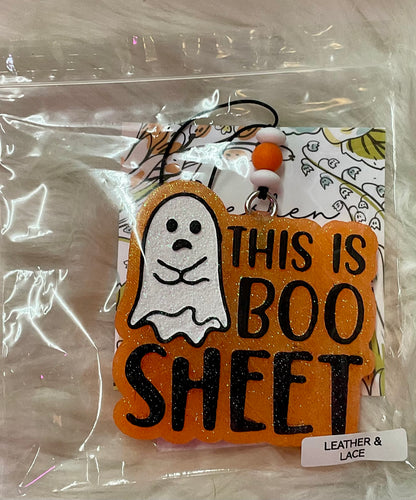 THIS IS
BOO
SHEET
LEATHER &
LACE